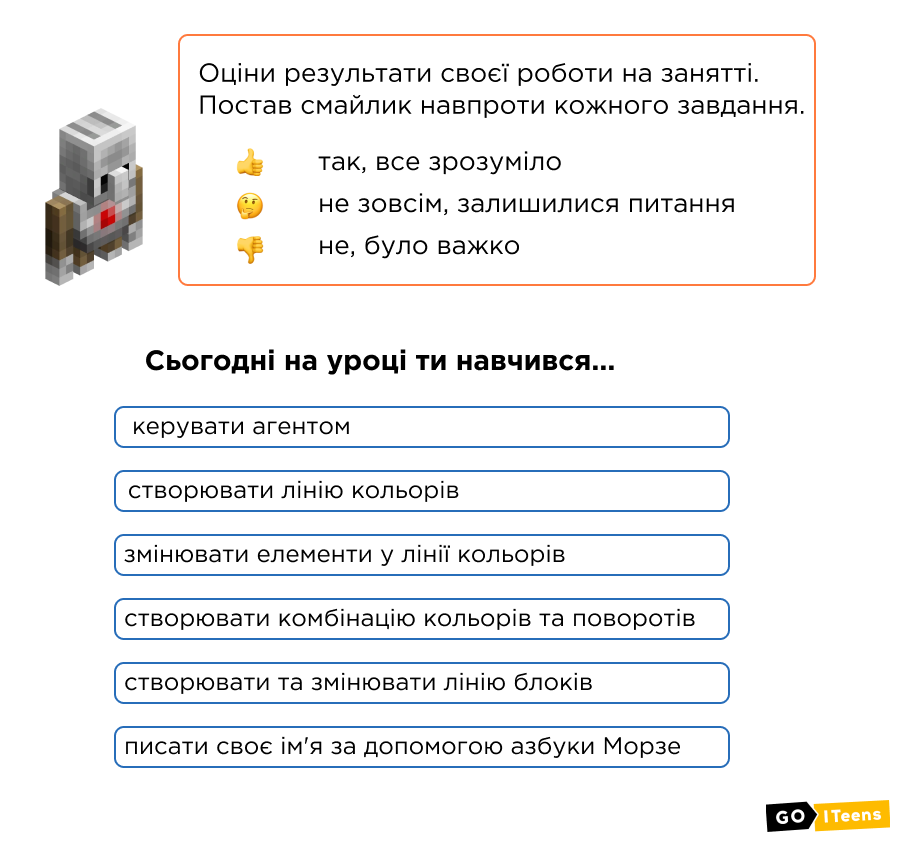 Оціни результати своєї роботи на занятті.
Постав смайлик навпроти кожного завдання.
так, все зрозуміло
не зовсім, залишилися питання
не, було важко
Сьогодні на уроці ти навчився...
керувати агентом
створювати лінію кольорів
змінювати елементи у лінії кольорів
створювати комбінацію кольорів та поворотів
створювати та змінювати лінію блоків
писати своє ім'я за допомогою азбуки Морзе
GO ITeens